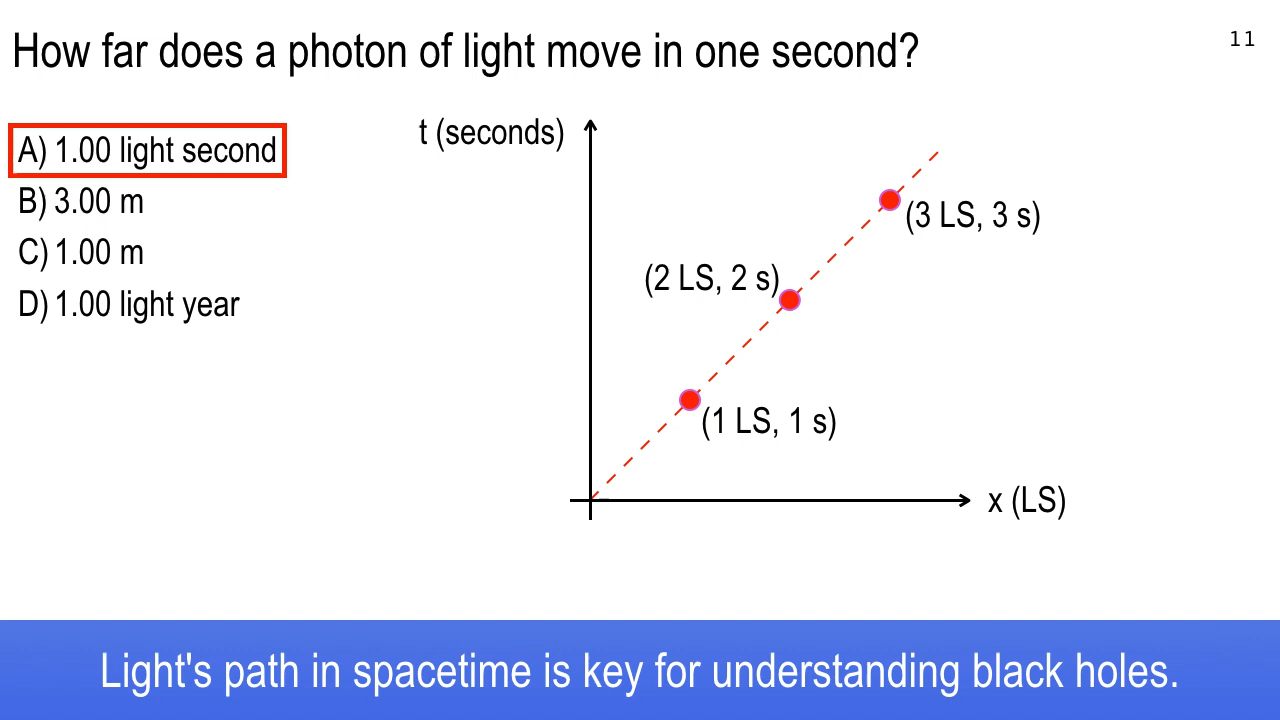 How far does a photon of light move in one second?
11
A) 1.00 light second
B) 3.00 m
C) 1.00 m
D) 1.00 light year
t (seconds)
(3 LS, 3 s)
(2 LS, 2 s)
(1 LS, 1 s)
x (LS)
Light's path in spacetime is key for understanding black holes.